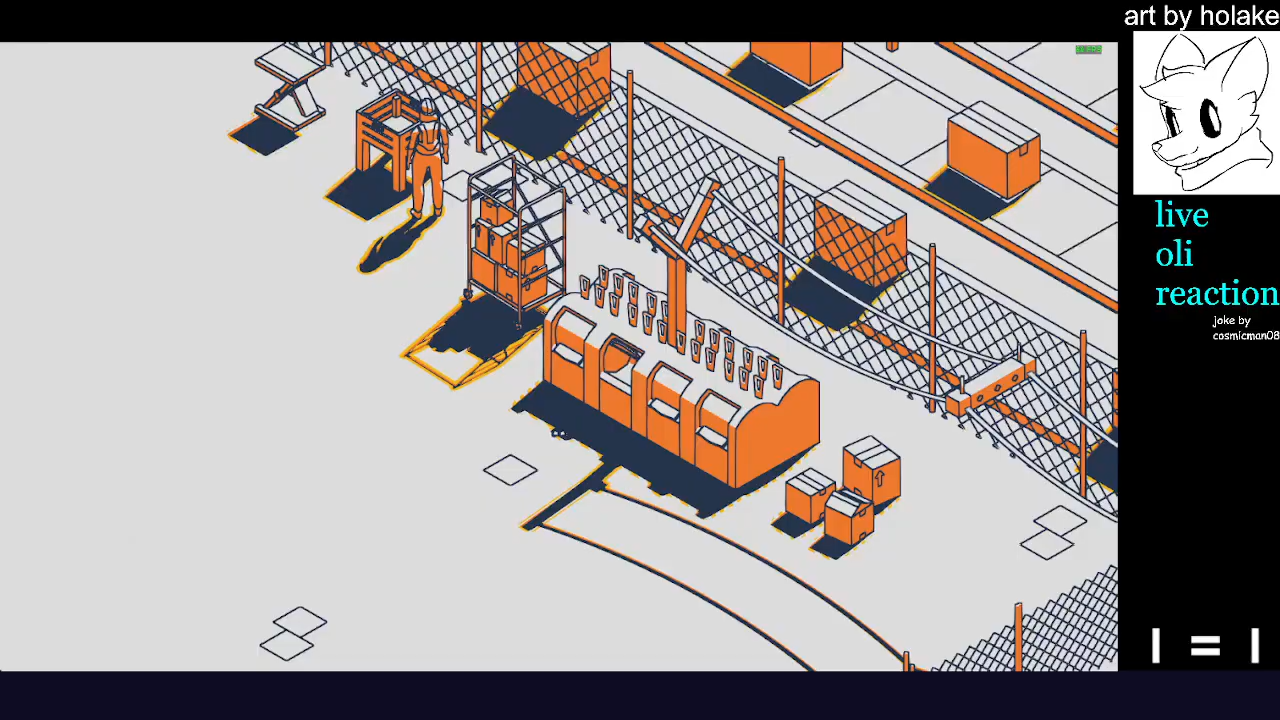 art by holake
live
oli
reaction
joke by
cosmicman08
| = |